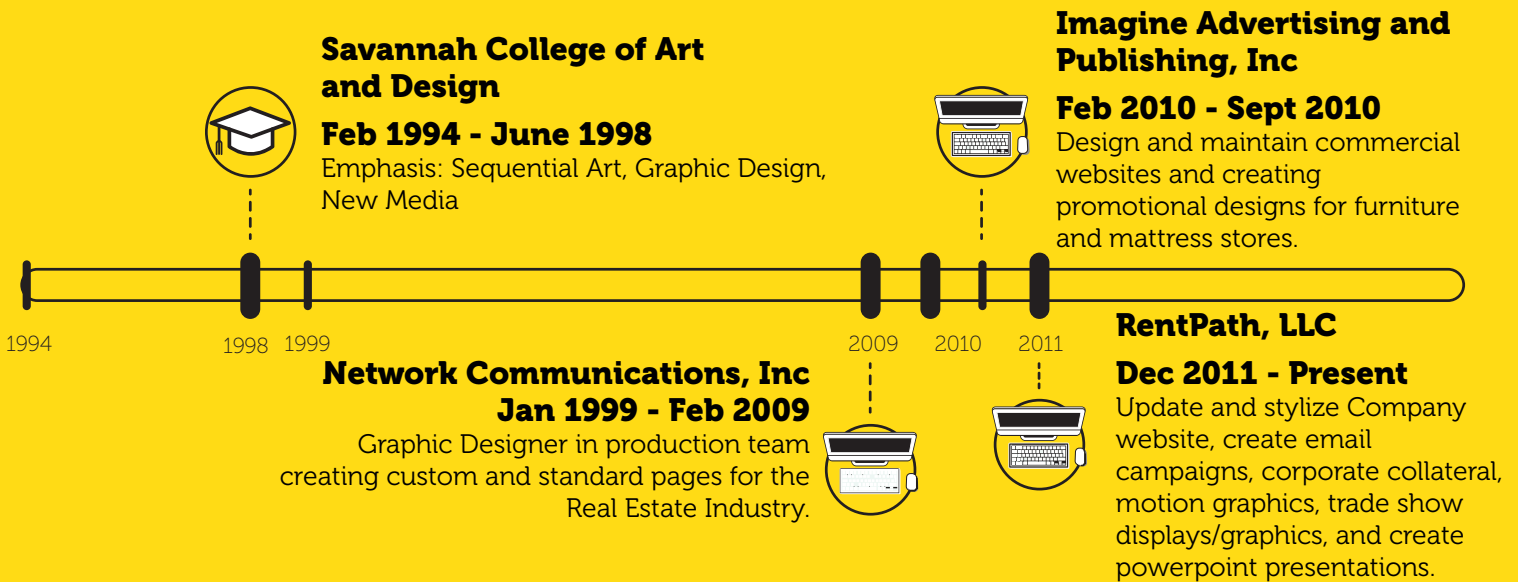 Savannah College of Art
and Design
Feb 1994 - June 1998
Emphasis: Sequential Art, Graphic Design,
New Media
Imagine Advertising and
Publishing, Inc
Feb 2010 - Sept 2010
Design and maintain commercial
websites and creating
promotional designs for furniture
and mattress stores.
1994
1998
1999
2009
2010
2011
Network Communications, Inc
Jan 1999 - Feb 2009
Graphic Designer in production team
creating custom and standard pages for the
Real Estate Industry.
RentPath, LLC
Dec 2011 - Present
Update and stylize Company
website, create email
campaigns, corporate collateral,
motion graphics, trade show
displays/graphics, and create
powerpoint presentations.